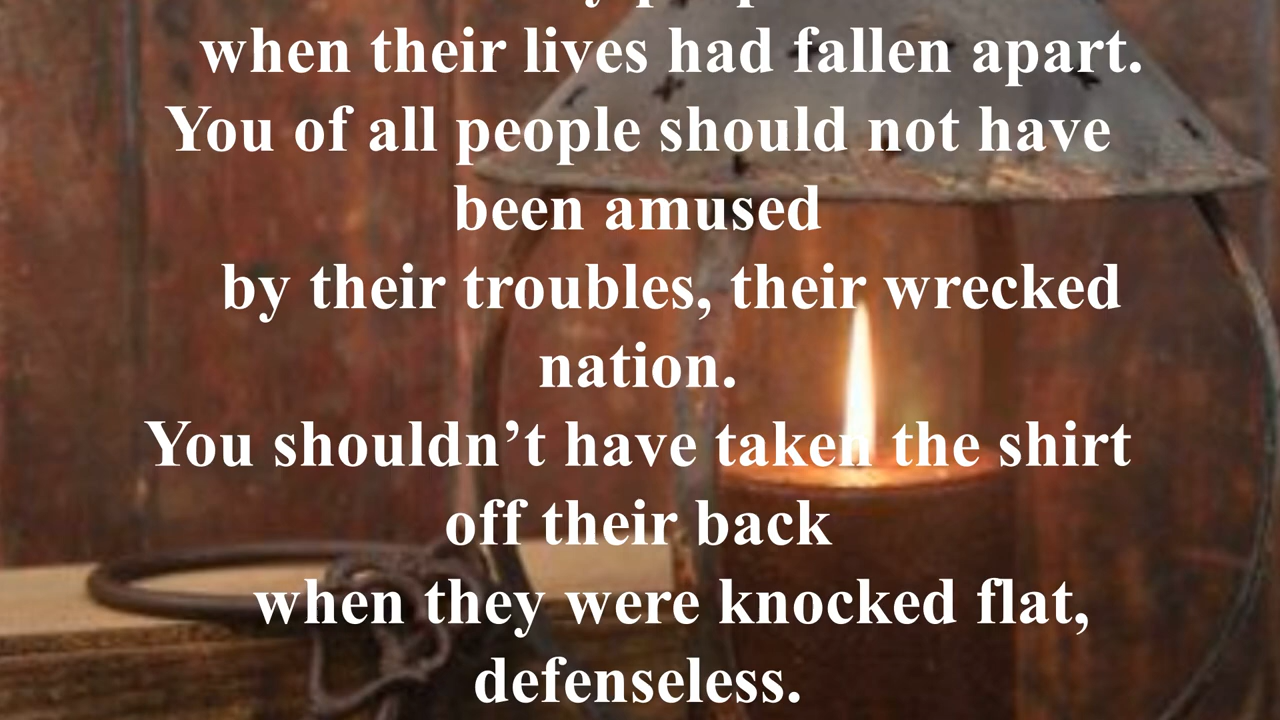 when their lives had fallen apart.
You of all people should not have
been amused
by their troubles, their wrecked
nation.
You shouldn’t have taken the shirt
off their back
when they were knocked flat,
defenseless.